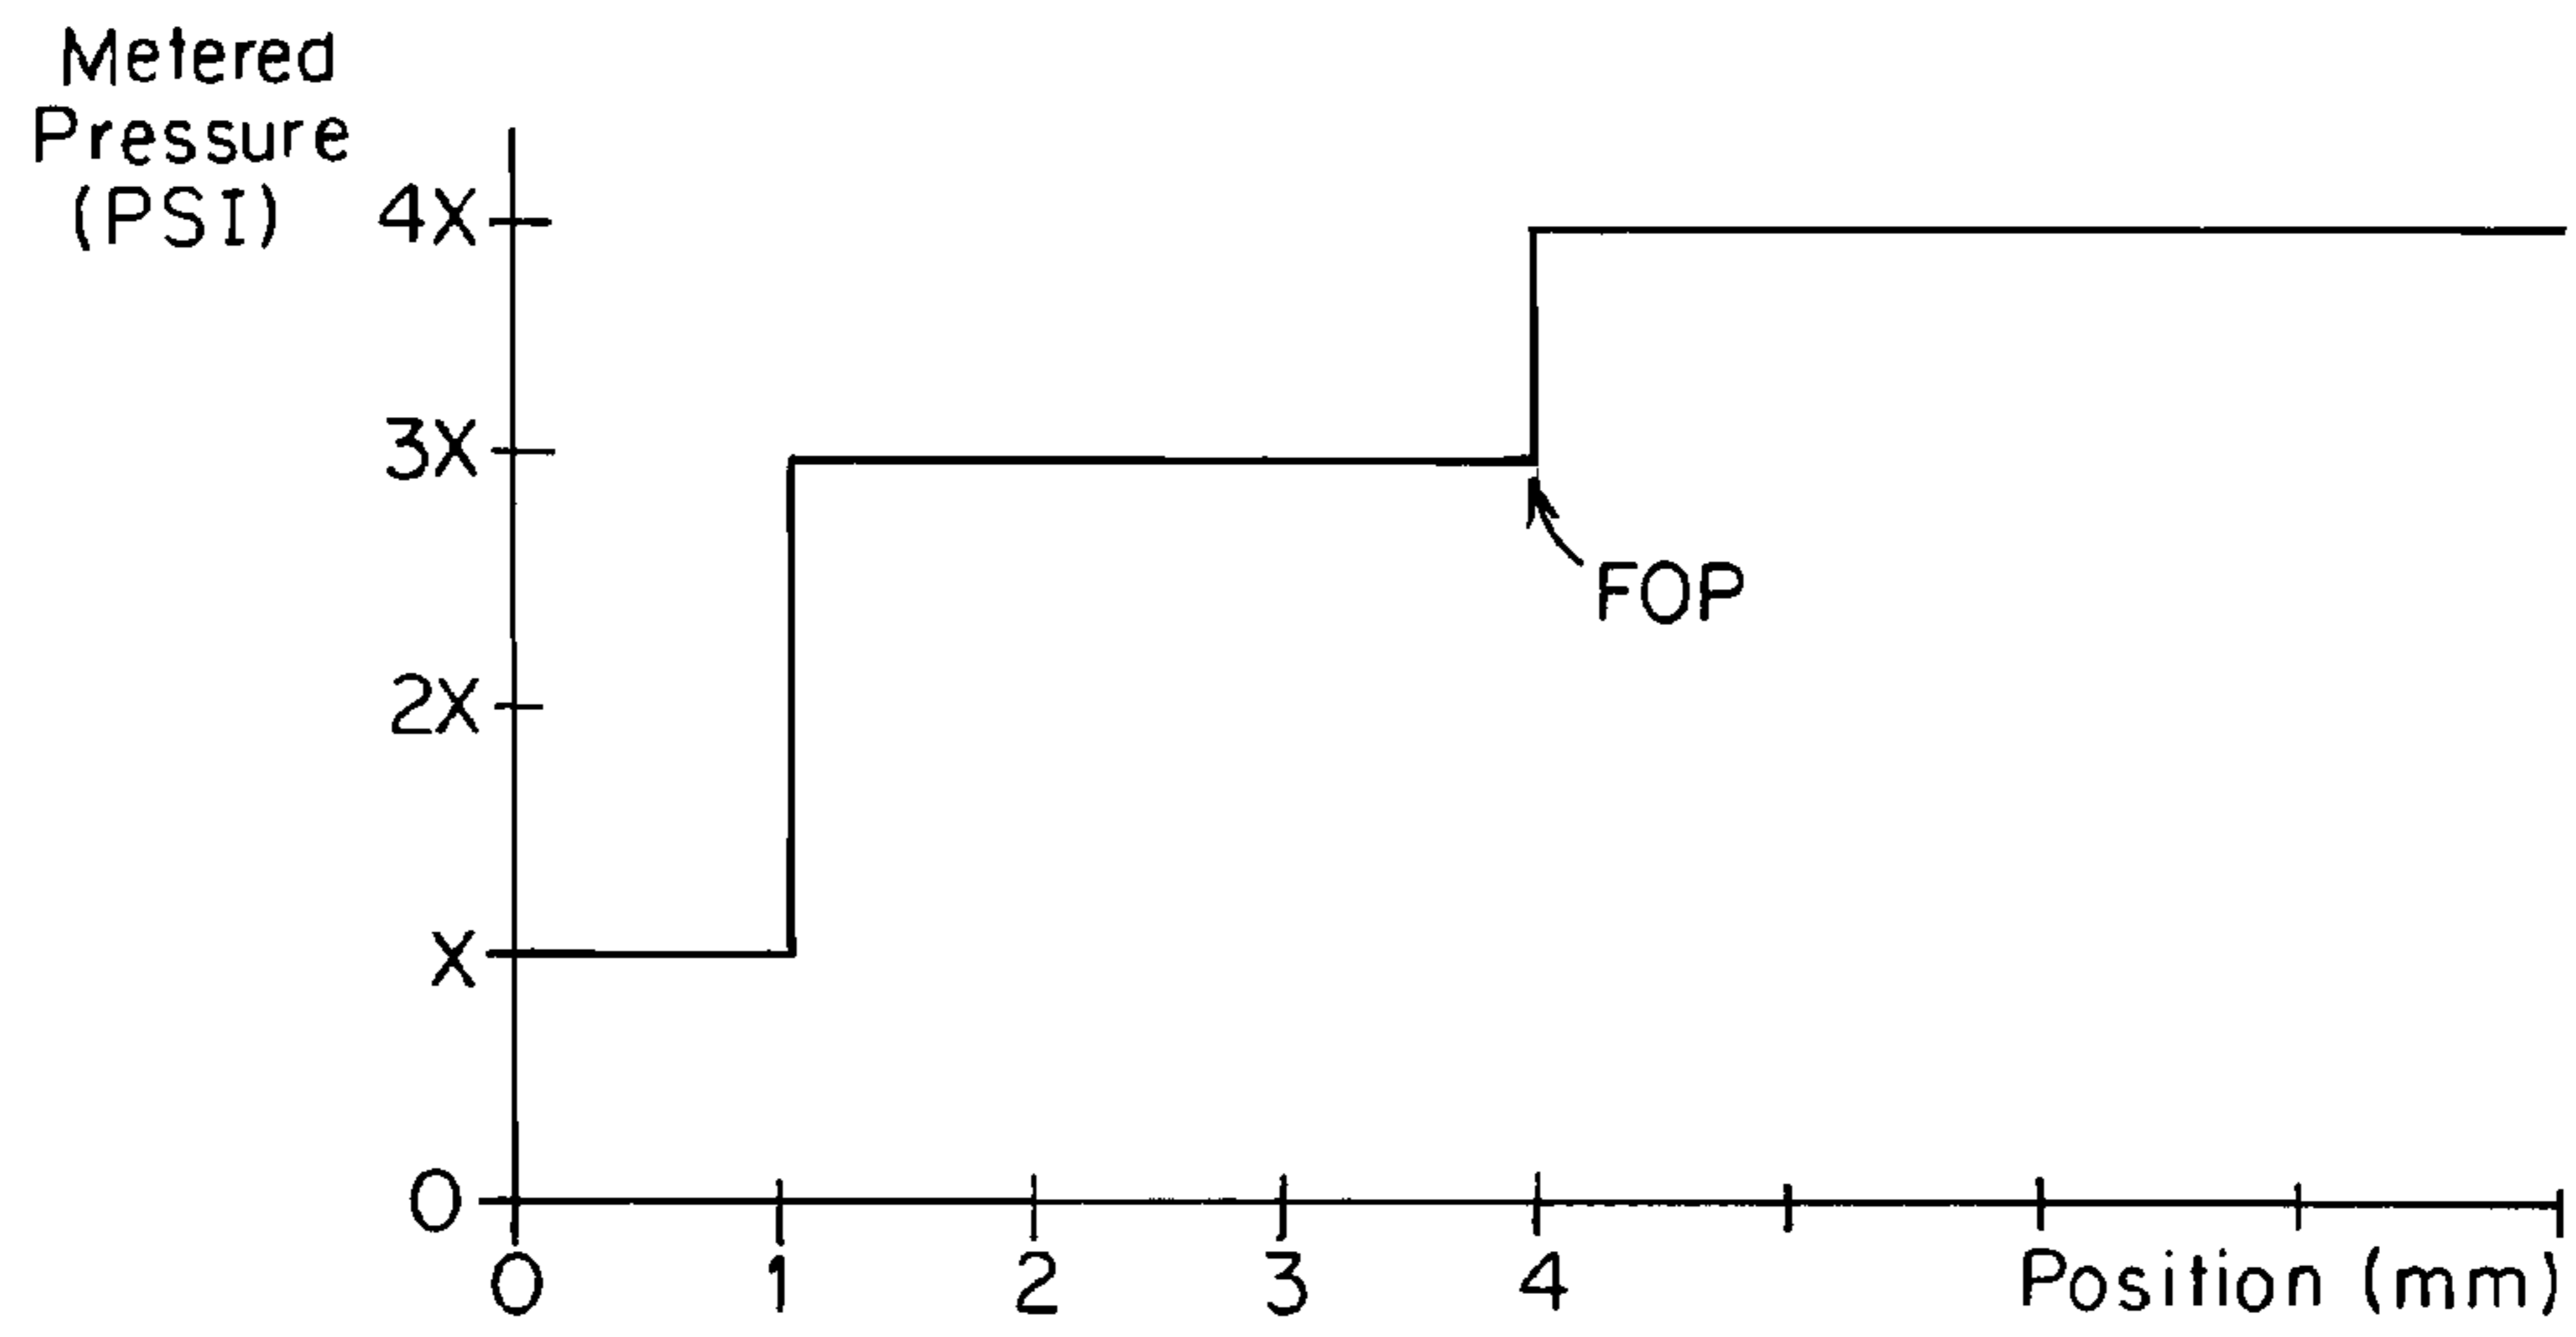 Metered
Pressure
(PSI)
4X
3X
FOP
2X
X
0
0 1 2 3 4 Position (mm)